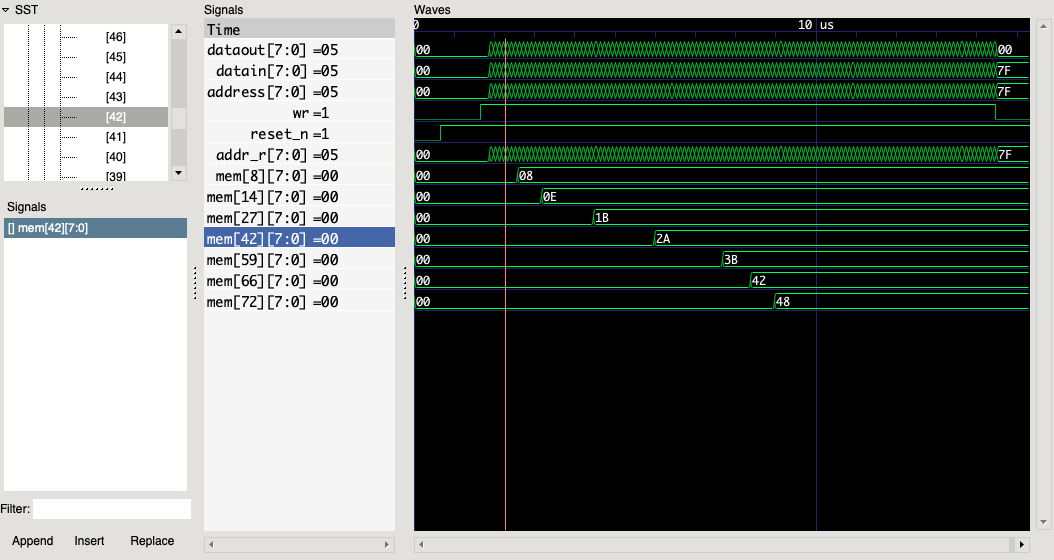 SST
[46]
[45]
[44]
[43]
[42]
[41]
[40]
[39]
Signals
[] mem[42][7:0]
Filter:
Append Insert Replace
Signals
Time
dataout[7:0] =05
datain[7:0] =05
address[7:0] =05
wr =1
reset_n =1
addr_r[7:0] =05
mem[8][7:0] =00
mem[14][7:0] =00
mem[27][7:0] =00
mem[42][7:0] =00
mem[59][7:0] =00
mem[66][7:0] =00
mem[72][7:0] =00
Waves
0 10 us
00 00
00 7F
00 7F
00 7F
00 08
00 0E
00 1B
00 2A
00 3B
00 42
00 48